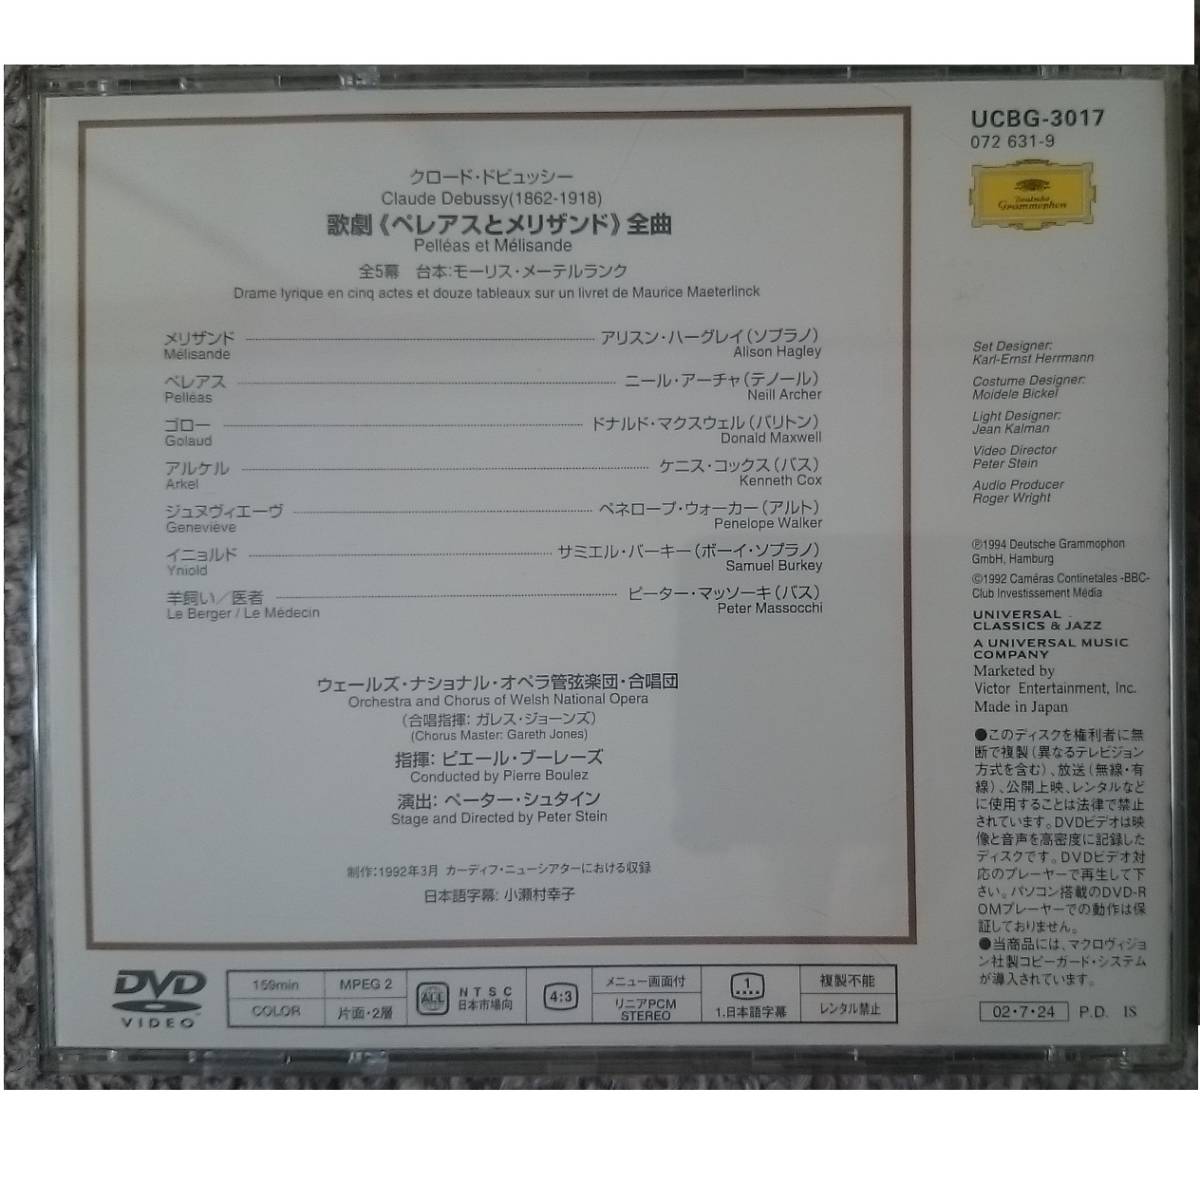 クロード・ドビュッシー
Claude Debussy(1862-1918)
歌劇《ペレアスとメリザンド》全曲
Pelléas et Mélisande
全5幕　台本:モーリス・メーテルランク
Drame lyrique en cinq actes et douze tableaux sur un livret de Maurice Maeterlinck
メリザンド アリスン・ハーグレイ(ソプラノ)
Mélisande Alison Hagley
ペレアス ニール・アーチャ(テノール)
Pelléas Neill Archer
ゴロー ドナルド・マクスウェル(バリトン)
Golaud Donald Maxwell
アルケル ケニス・コックス(バス)
Arkel Kenneth Cox
ジュヌヴィエーヴ ペネロープ・ウォーカー(アルト)
Geneviève Penelope Walker
イニョルド サミエル・バーキー(ボーイ・ソプラノ)
Yniold Samuel Burkey
羊飼い／医者 ピーター・マッソーキ(バス)
Le Berger / Le Médecin Peter Massocchi
ウェールズ・ナショナル・オペラ管弦楽団・合唱団
Orchestra and Chorus of Welsh National Opera
(合唱指揮: ガレス・ジョーンズ)
(Chorus Master: Gareth Jones)
指揮: ピエール・ブーレーズ
Conducted by Pierre Boulez
演出: ペーター・シュタイン
Stage and Directed by Peter Stein
制作:1992年3月 カーディフ・ニューシアターにおける収録
日本語字幕: 小瀬村幸子
UCBG-3017
072 631-9
Deutsche
Grammophon
Set Designer:
Karl-Ernst Herrmann
Costume Designer:
Moidele Bickel
Light Designer:
Jean Kalman
Video Director
Peter Stein
Audio Producer
Roger Wright
℗1994 Deutsche Grammophon
GmbH, Hamburg
©1992 Caméras Continetales -BBC-
Club Investissement Média
UNIVERSAL
CLASSICS & JAZZ
A UNIVERSAL MUSIC
COMPANY
Marketed by
Victor Entertainment, Inc.
Made in Japan
●このディスクを権利者に無
断で複製(異なるテレビジョン
方式を含む)、放送(無線・有
線)、公開上映、レンタルなど
に使用することは法律で禁止
されています。DVDビデオは映
像と音声を高密度に記録した
ディスクです。DVDビデオ対
応のプレーヤーで再生して下
さい。パソコン搭載のDVD-R
OMプレーヤーでの動作は保
証しておりません。
●当商品には、マクロヴィジョ
ン社製コピーガード・システム
が導入されています。
02・7・24 P.D. IS
DVD
VIDEO
159min
COLOR
MPEG 2
片面・2層
ALL
NTSC
日本市場向
4:3
メニュー画面付
リニアPCM
STEREO
1
1.日本語字幕
複製不能
レンタル禁止